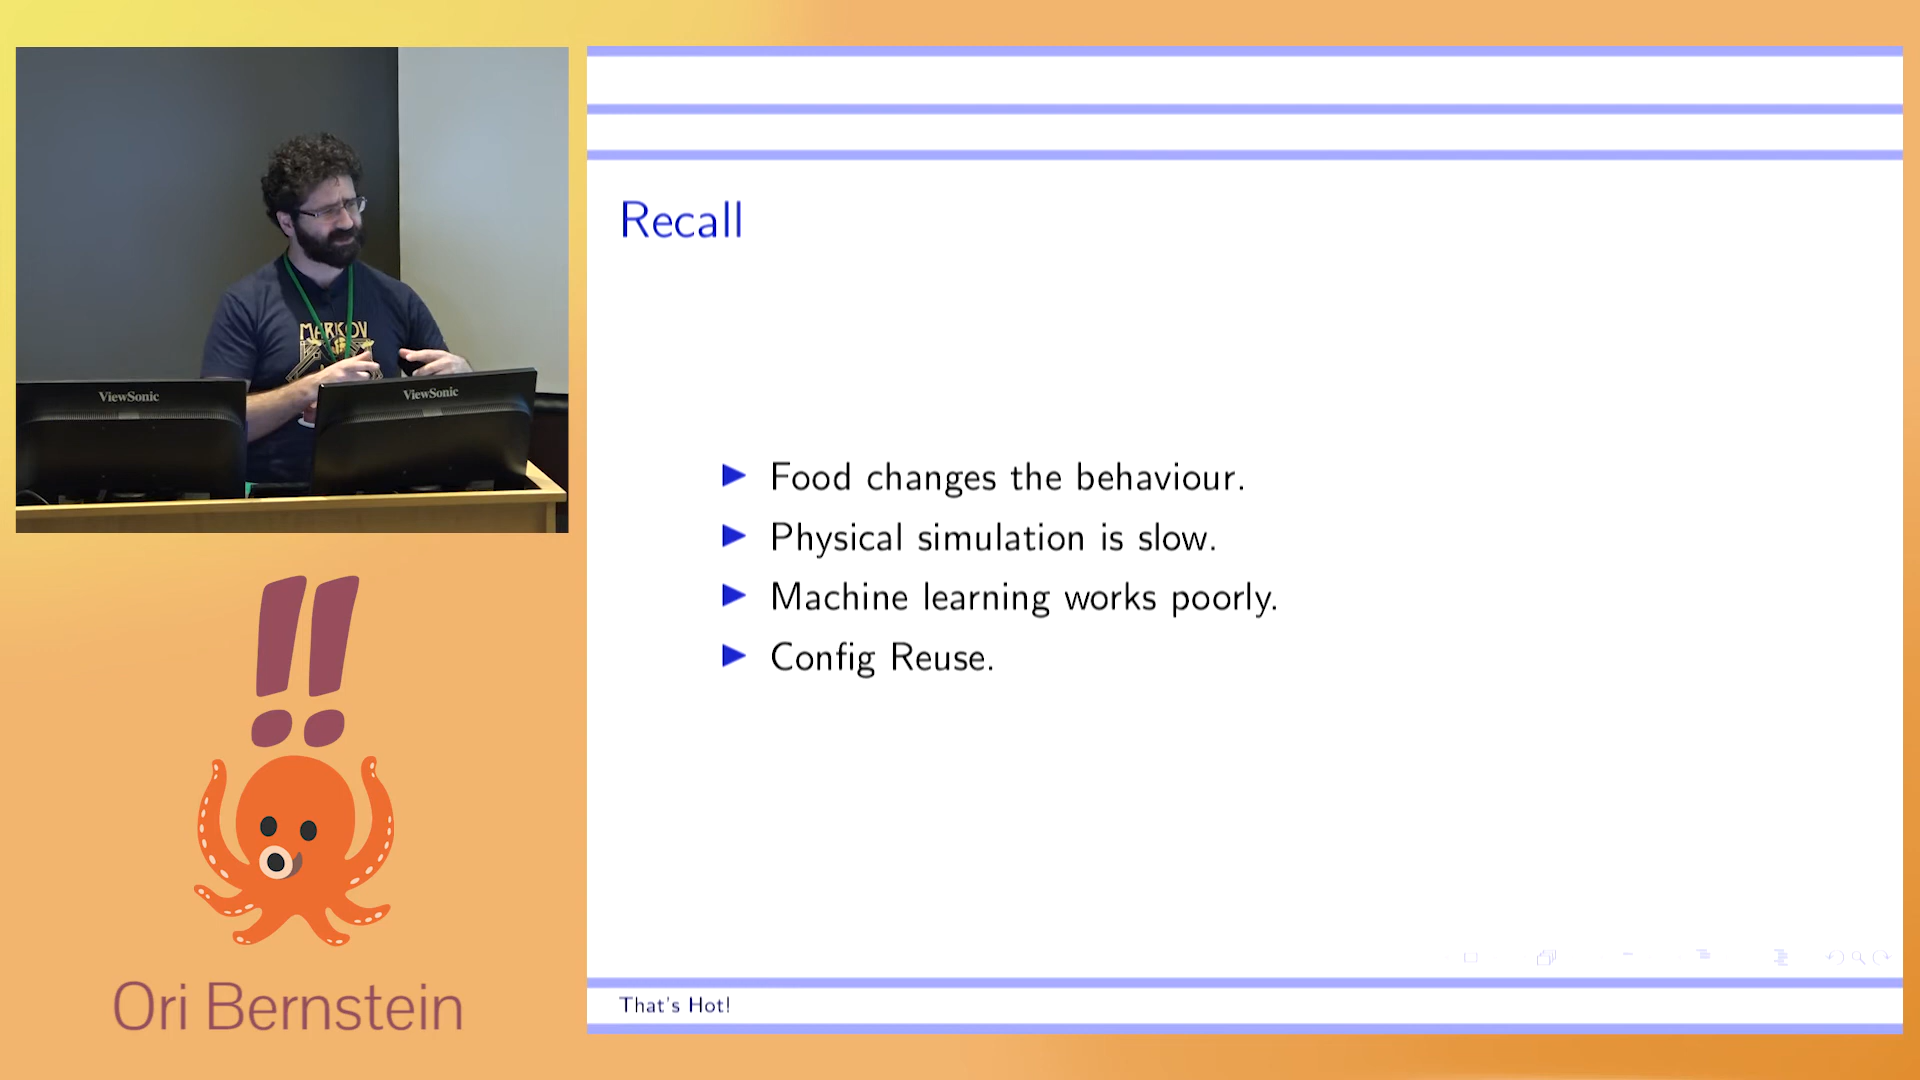 MARKOV
ViewSonic
ViewSonic
!!
Ori Bernstein
Recall
Food changes the behaviour.
Physical simulation is slow.
Machine learning works poorly.
Config Reuse.
That's Hot!